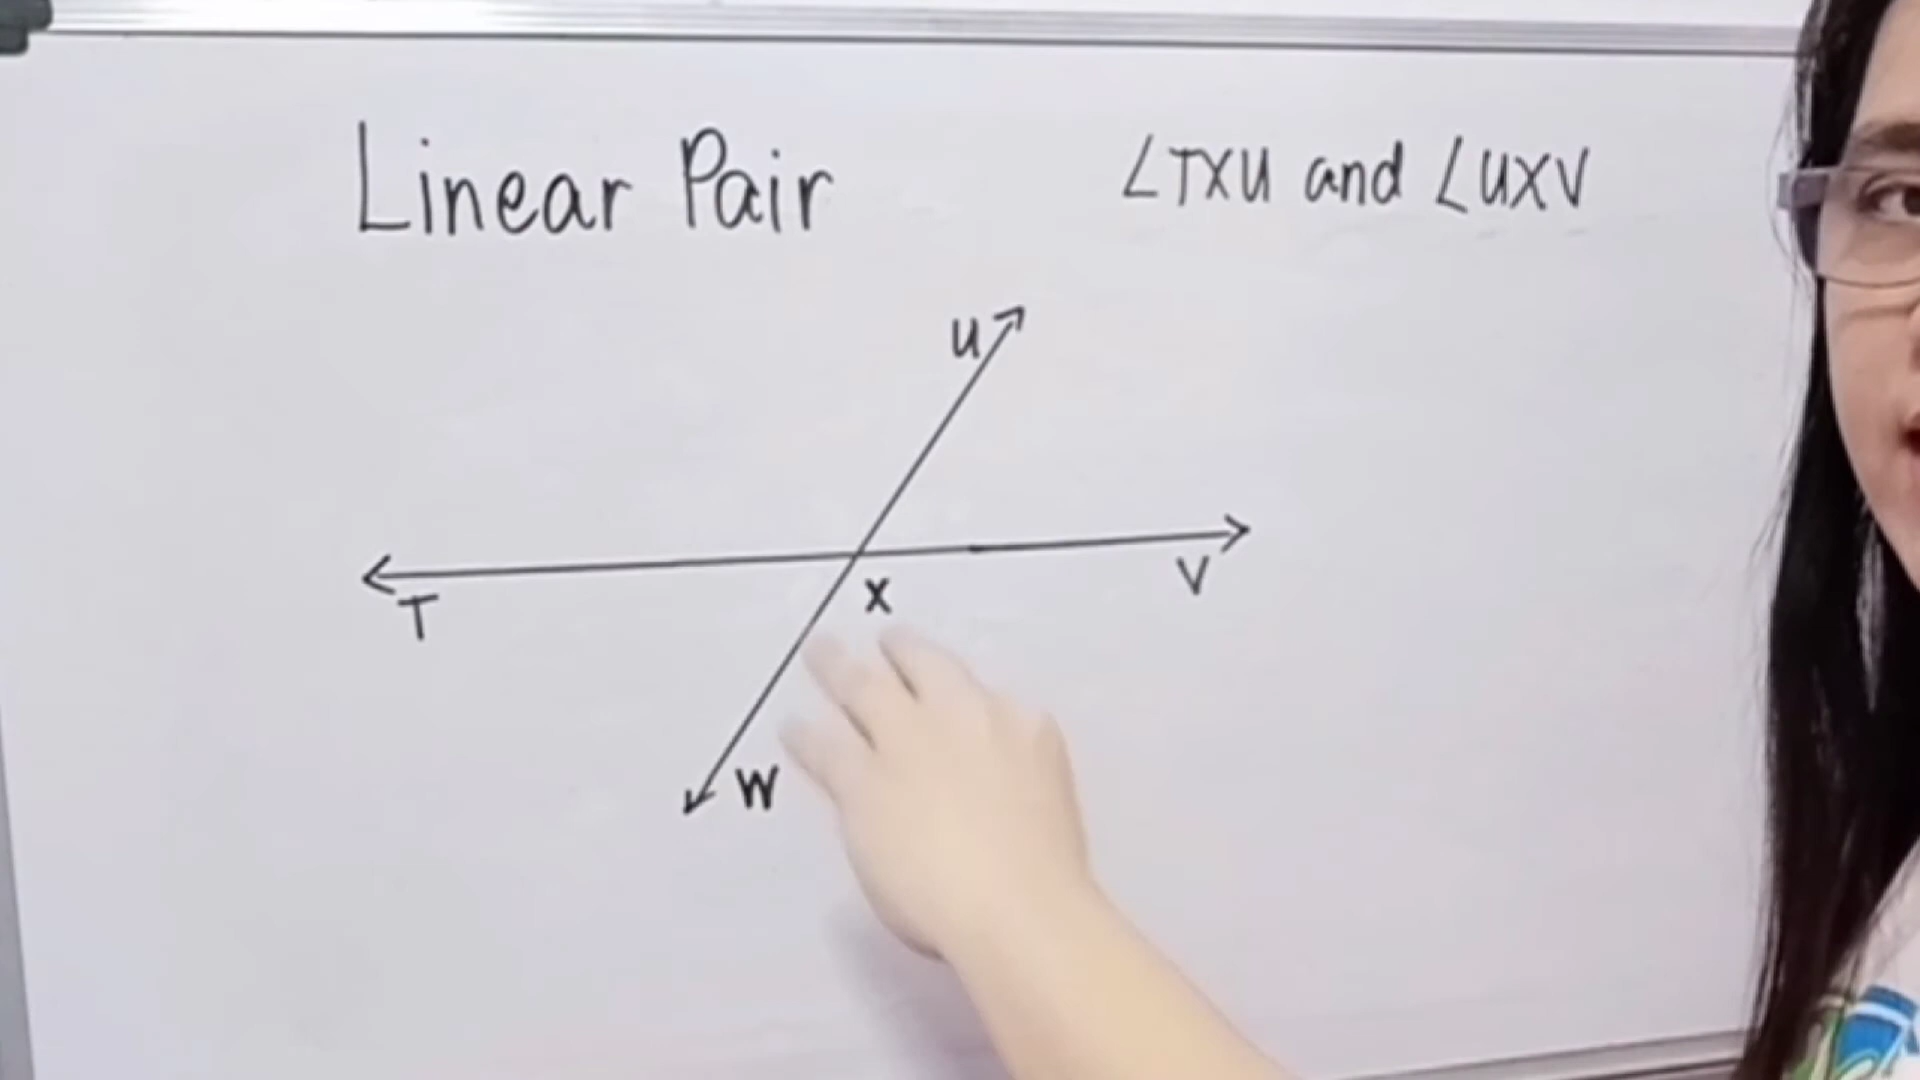 Linear Pair
∠TXU and ∠UXV
U
T
X
V
W